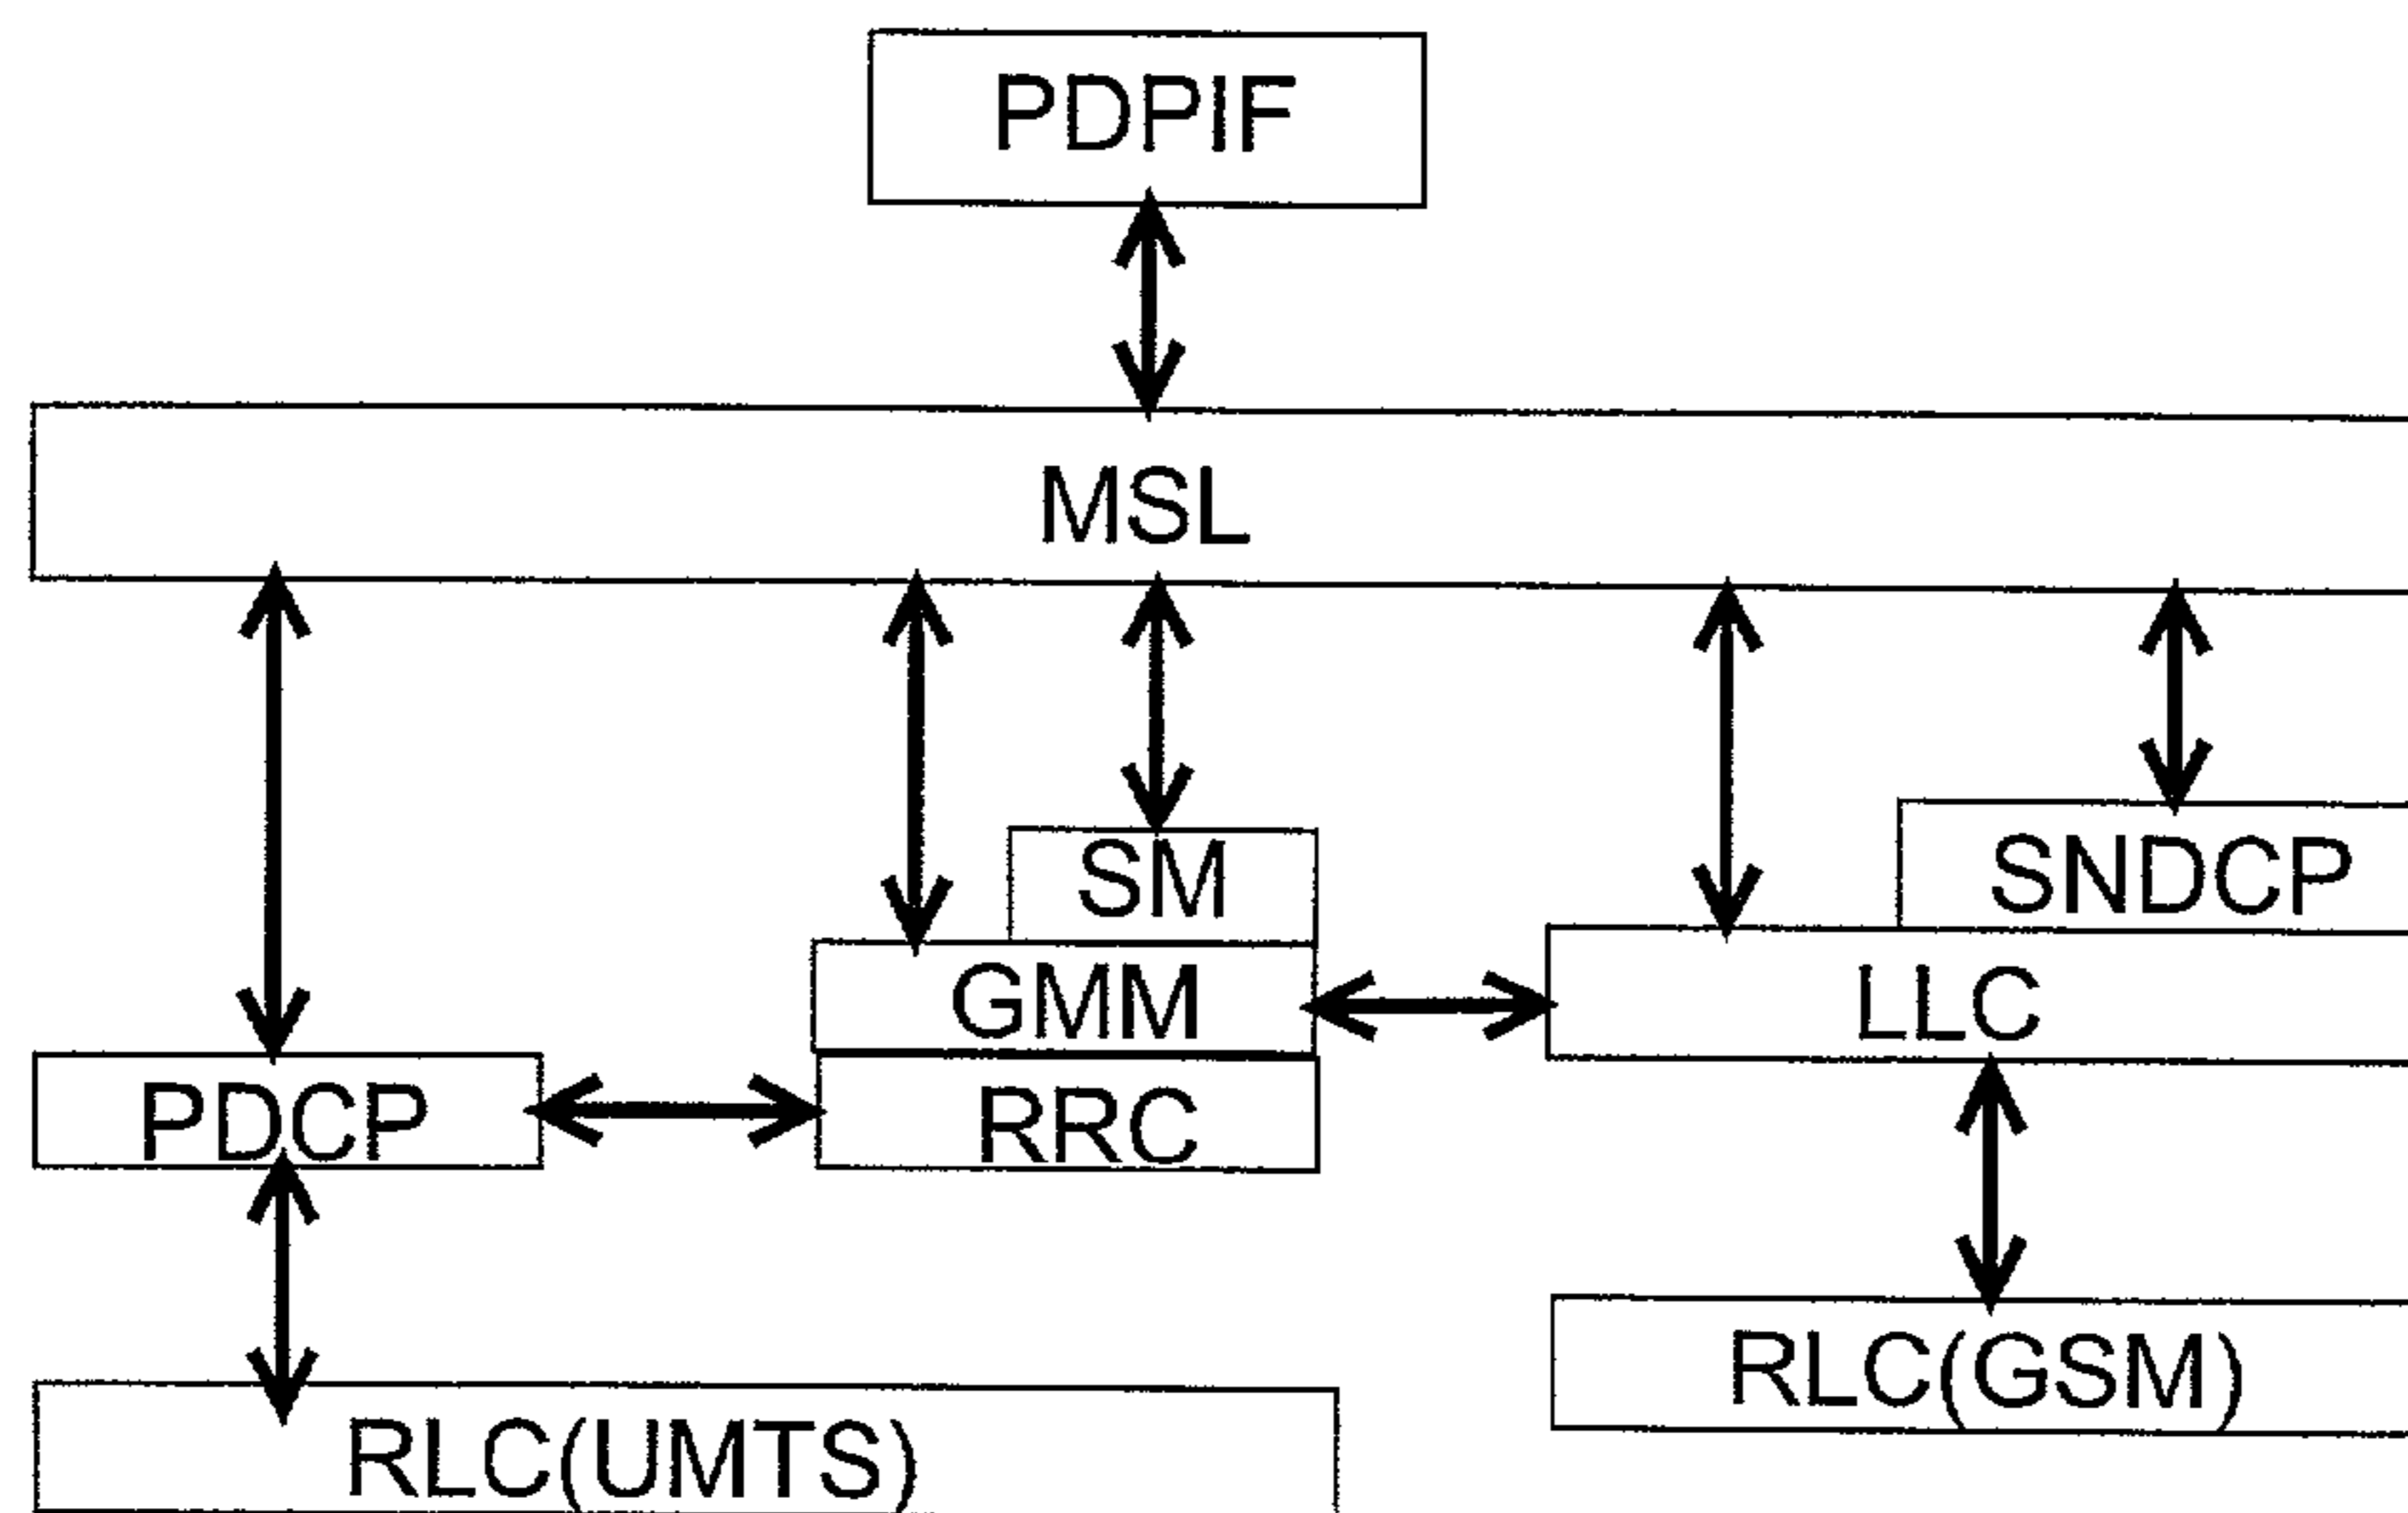 PDPIF
MSL
SM
SNDCP
GMM
LLC
PDCP
RRC
RLC(GSM)
RLC(UMTS)